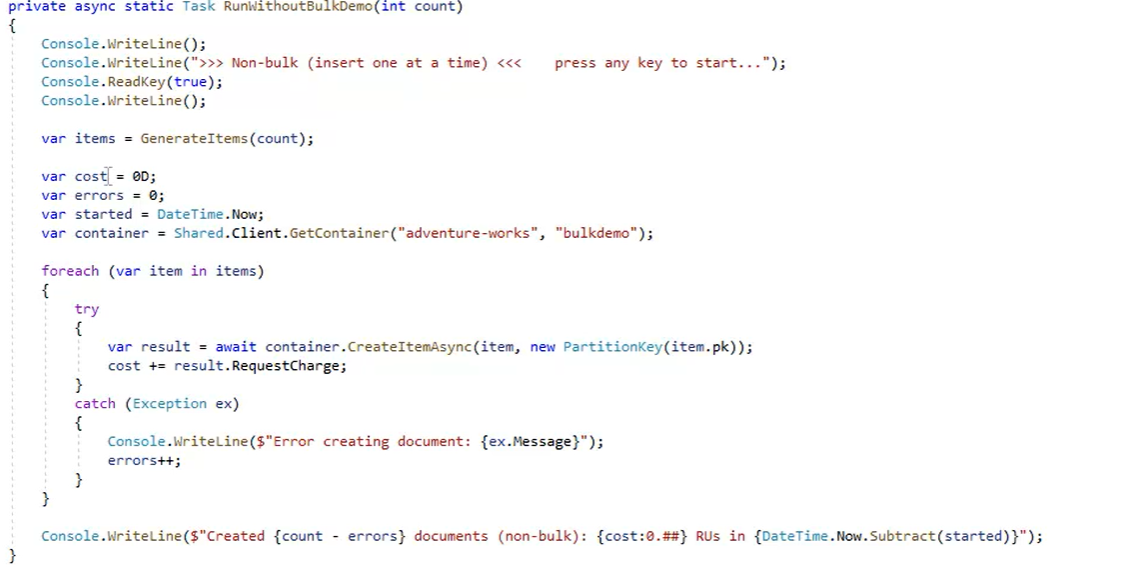 private async static Task RunWithoutBulkDemo(int count)
{
Console.WriteLine();
Console.WriteLine(">>> Non-bulk (insert one at a time) <<<    press any key to start...");
Console.ReadKey(true);
Console.WriteLine();
var items = GenerateItems(count);
var cost = 0D;
var errors = 0;
var started = DateTime.Now;
var container = Shared.Client.GetContainer("adventure-works", "bulkdemo");
foreach (var item in items)
{
try
{
var result = await container.CreateItemAsync(item, new PartitionKey(item.pk));
cost += result.RequestCharge;
}
catch (Exception ex)
{
Console.WriteLine($"Error creating document: {ex.Message}");
errors++;
}
}
Console.WriteLine($"Created {count - errors} documents (non-bulk): {cost:0.##} RUs in {DateTime.Now.Subtract(started)}");
}